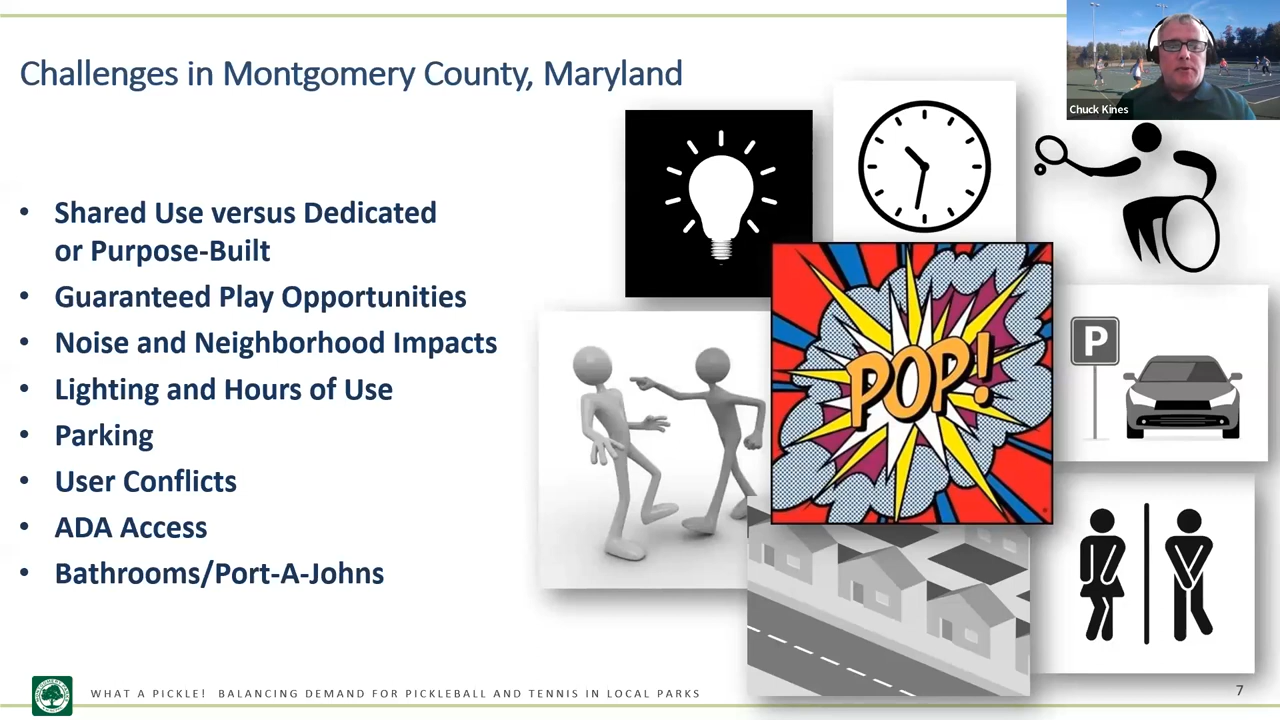 Challenges in Montgomery County, Maryland
Chuck Kines
• Shared Use versus Dedicated
or Purpose-Built
• Guaranteed Play Opportunities
• Noise and Neighborhood Impacts
• Lighting and Hours of Use
• Parking
• User Conflicts
• ADA Access
• Bathrooms/Port-A-Johns
POP!
P
WHAT A PICKLE! BALANCING DEMAND FOR PICKLEBALL AND TENNIS IN LOCAL PARKS
7